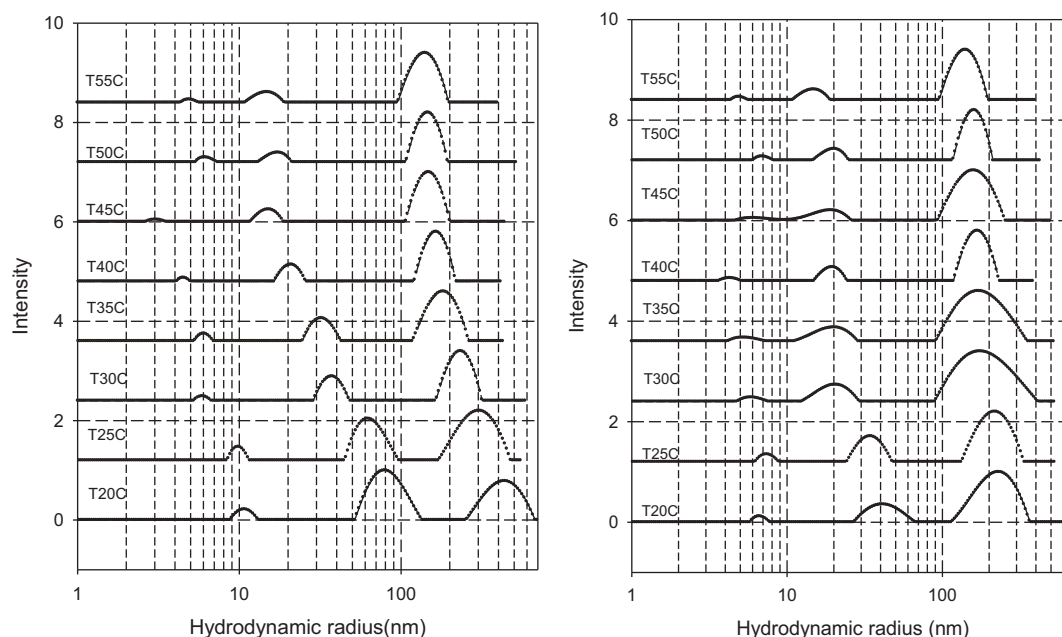 10
8
6
4
2
0
Intensity
T55C
T50C
T45C
T40C
T35C
T30C
T25C
T20C
1
10
100
Hydrodynamic radius(nm)
10
8
6
4
2
0
Intensity
T55C
T50C
T45C
T40C
T35C
T30C
T25C
T20C
1
10
100
Hydrodynamic radius (nm)